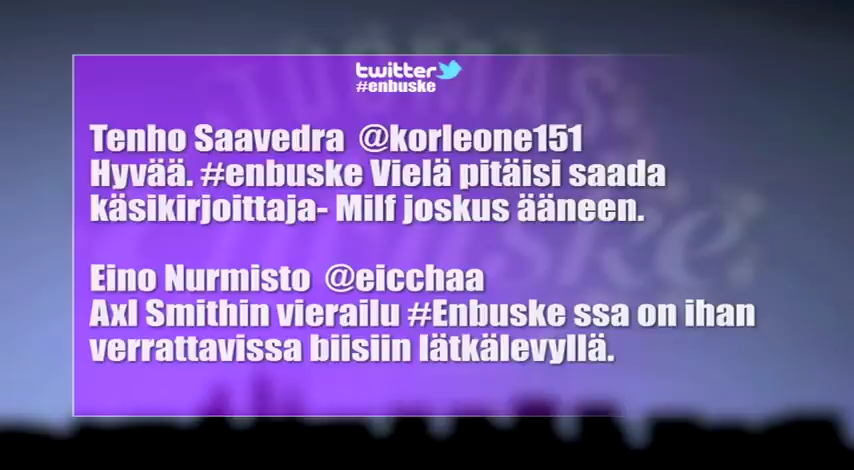 twitter
#enbuske
Tenho Saavedra @korleone151
Hyvää. #enbuske Vielä pitäisi saada
käsikirjoittaja- Milf joskus ääneen.
Eino Nurmisto @eicchaa
Axl Smithin vierailu #Enbuske ssa on ihan
verrattavissa biisiin lätkälevyllä.